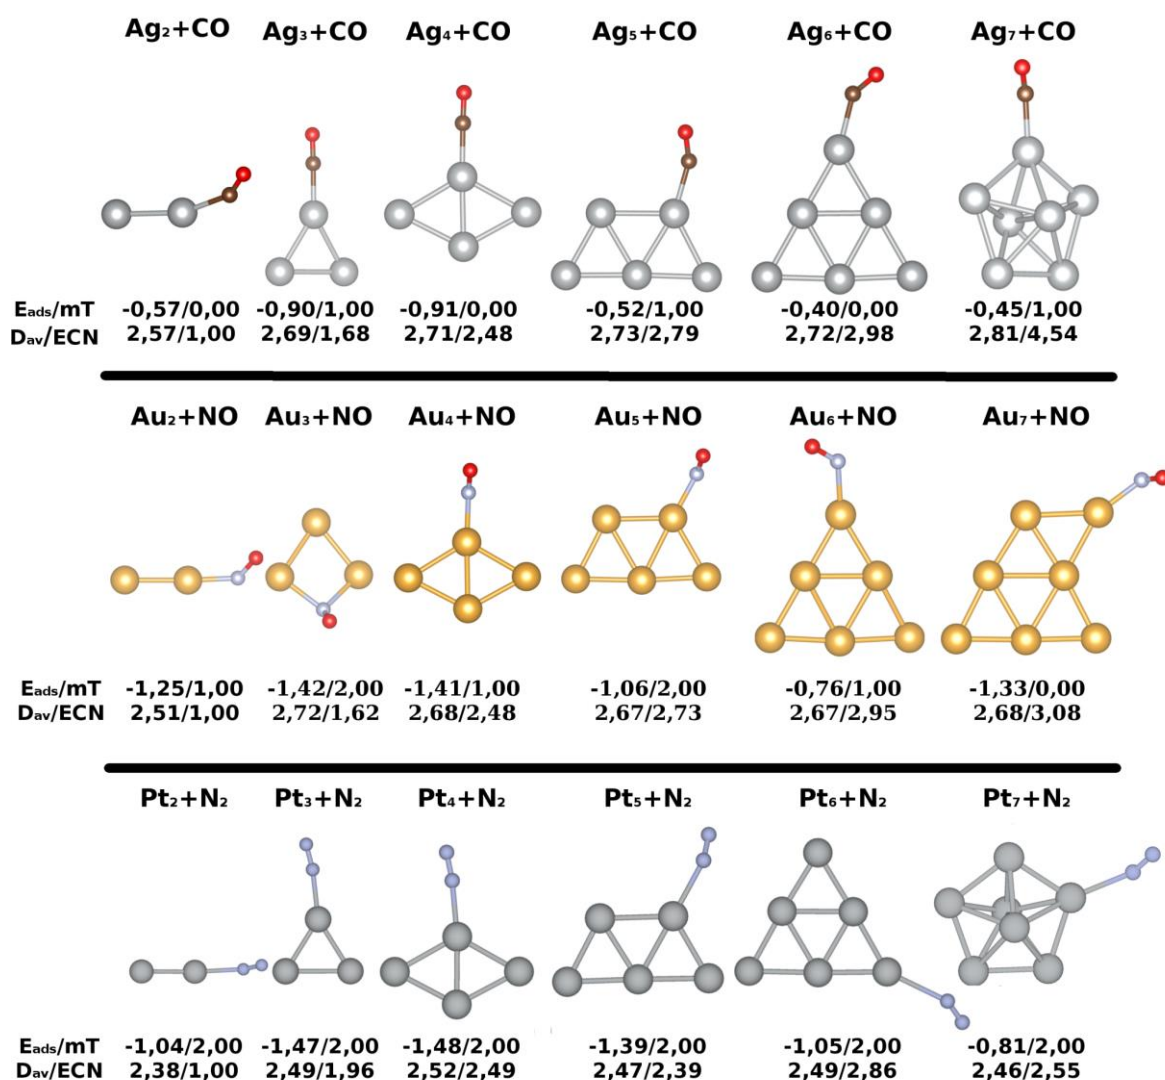 Ag₂+CO Ag₃+CO Ag₄+CO Ag₅+CO Ag₆+CO Ag₇+CO
Eads/mT -0,57/0,00 -0,90/1,00 -0,91/0,00 -0,52/1,00 -0,40/0,00 -0,45/1,00
Dav/ECN 2,57/1,00 2,69/1,68 2,71/2,48 2,73/2,79 2,72/2,98 2,81/4,54
Au₂+NO Au₃+NO Au₄+NO Au₅+NO Au₆+NO Au₇+NO
Eads/mT -1,25/1,00 -1,42/2,00 -1,41/1,00 -1,06/2,00 -0,76/1,00 -1,33/0,00
Dav/ECN 2,51/1,00 2,72/1,62 2,68/2,48 2,67/2,73 2,67/2,95 2,68/3,08
Pt₂+N₂ Pt₃+N₂ Pt₄+N₂ Pt₅+N₂ Pt₆+N₂ Pt₇+N₂
Eads/mT -1,04/2,00 -1,47/2,00 -1,48/2,00 -1,39/2,00 -1,05/2,00 -0,81/2,00
Dav/ECN 2,38/1,00 2,49/1,96 2,52/2,49 2,47/2,39 2,49/2,86 2,46/2,55